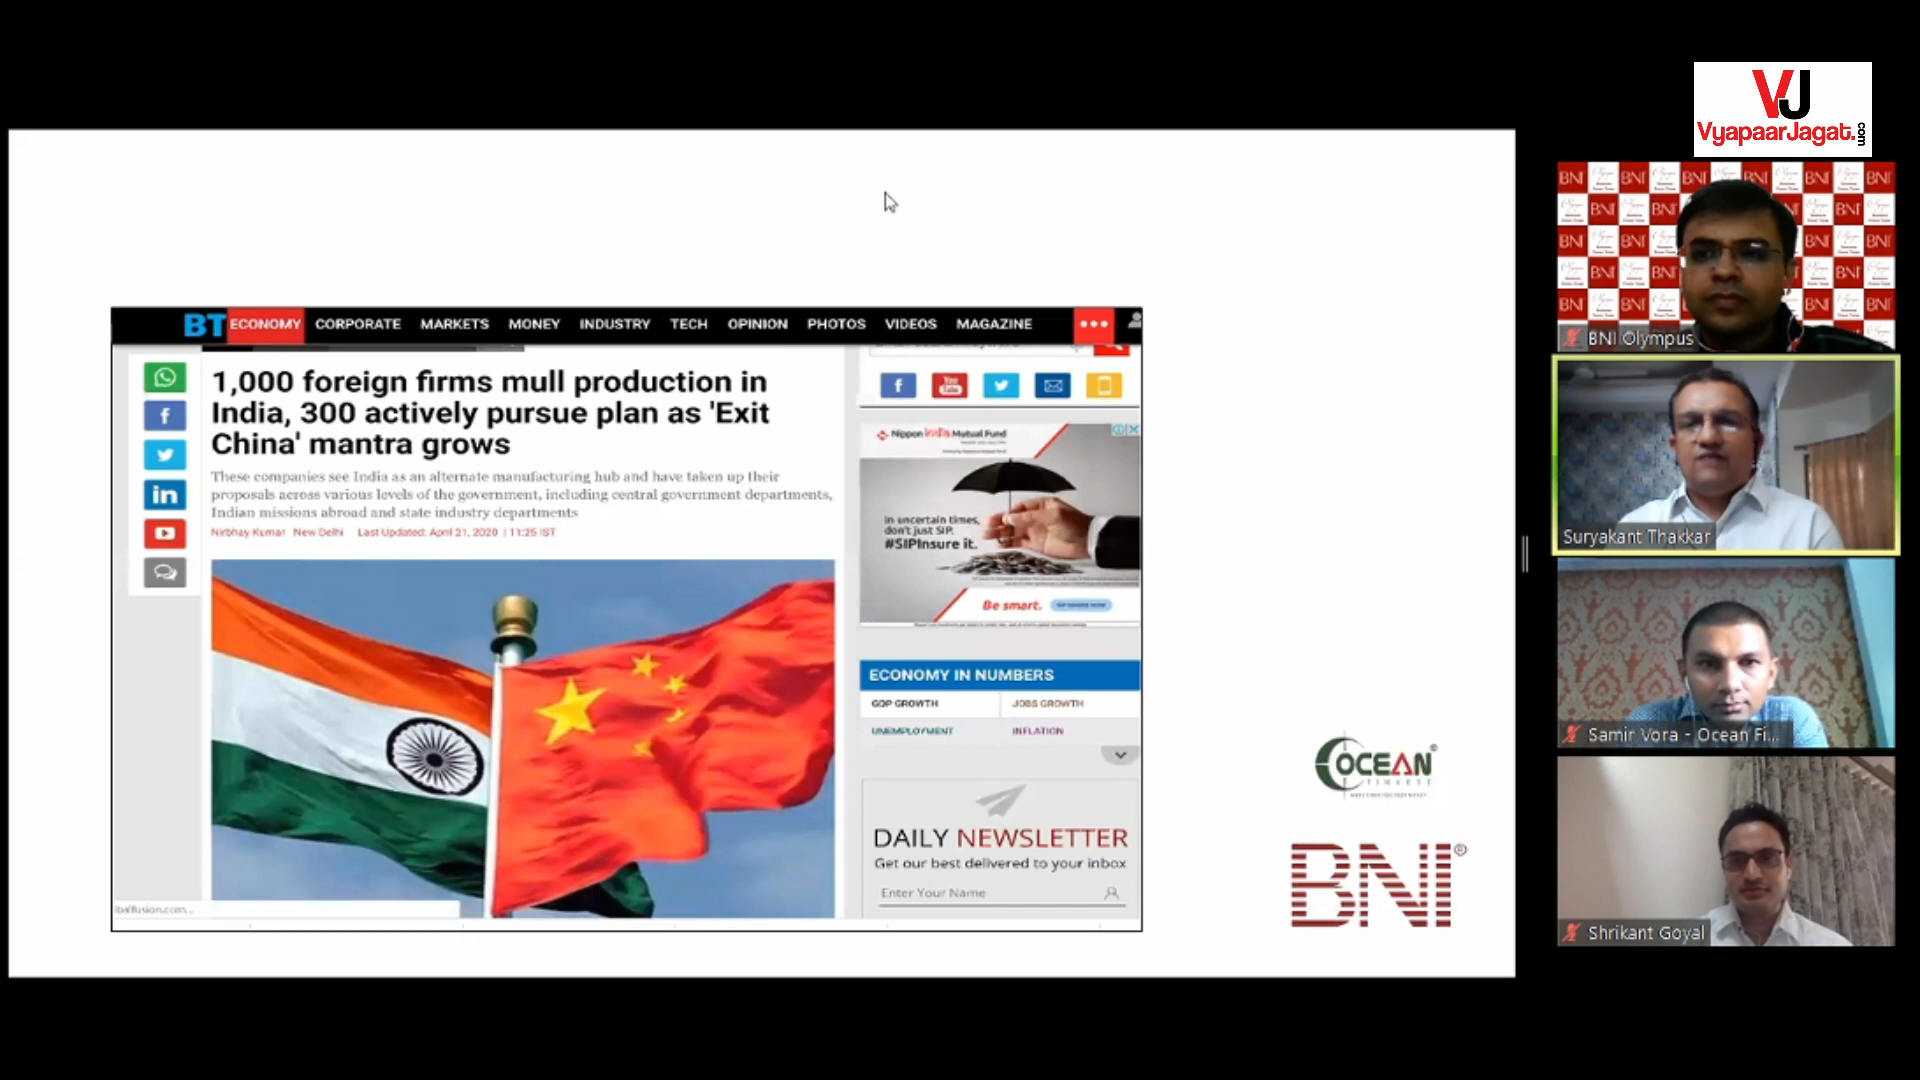 VJ
VyapaarJagat.com
BT ECONOMY CORPORATE MARKETS MONEY INDUSTRY TECH OPINION PHOTOS VIDEOS MAGAZINE
1,000 foreign firms mull production in
India, 300 actively pursue plan as 'Exit
China' mantra grows
These companies see India as an alternate manufacturing hub and have taken up their
proposals across various levels of the government, including central government departments,
Indian missions abroad and state industry departments
Nirbhay Kumar New Delhi Last Updated: April 21, 2020 | 11:25 IST
Nippon india Mutual Fund
In uncertain times,
don't just SIP.
#SIPInsure it.
Be smart.
ECONOMY IN NUMBERS
GDP GROWTH JOBS GROWTH
UNEMPLOYMENT INFLATION
DAILY NEWSLETTER
Get our best delivered to your inbox
Enter Your Name
OCEAN
FINVEST
BNI®
BNI Olympus
Suryakant Thakkar
Samir Vora - Ocean Fi...
Shrikant Goyal